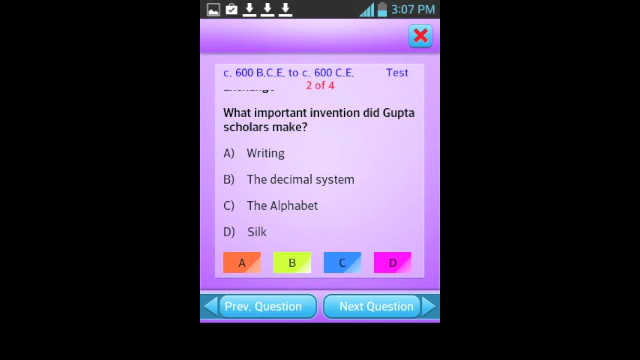 3:07 PM
c. 600 B.C.E. to c. 600 C.E. Test
2 of 4
What important invention did Gupta
scholars make?
A) Writing
B) The decimal system
C) The Alphabet
D) Silk
A B C D
Prev. Question Next Question